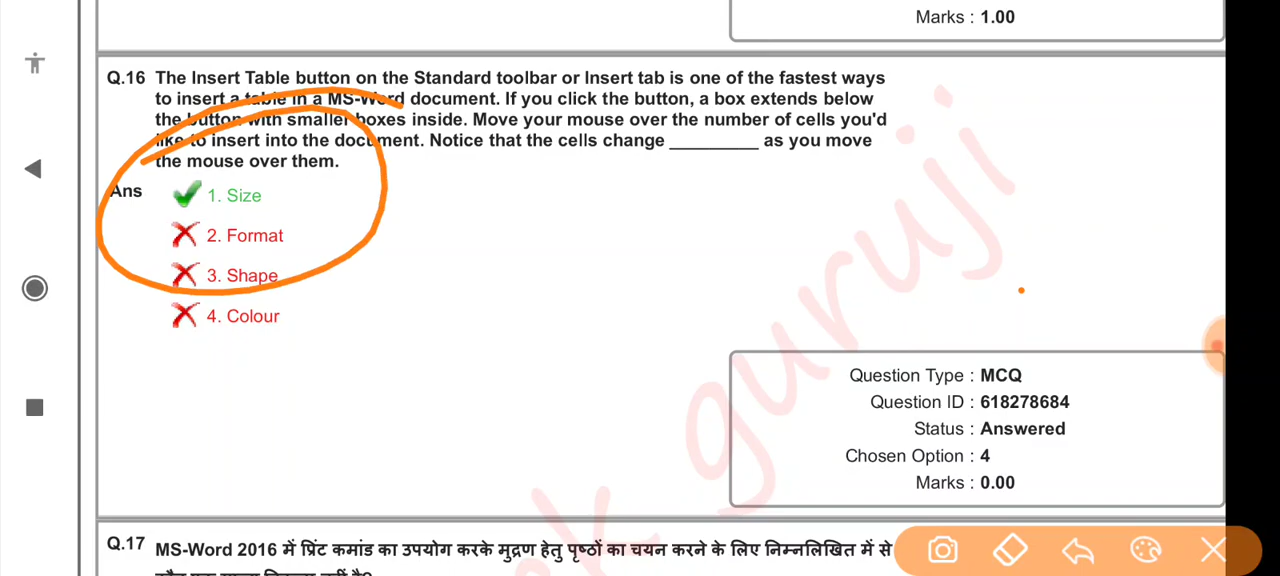 Marks : 1.00
Q.16 The Insert Table button on the Standard toolbar or Insert tab is one of the fastest ways
to insert a table in a MS-Word document. If you click the button, a box extends below
the button with smaller boxes inside. Move your mouse over the number of cells you'd
like to insert into the document. Notice that the cells change _________ as you move
the mouse over them.
Ans 1. Size
2. Format
3. Shape
4. Colour
guruji
Question Type : MCQ
Question ID : 618278684
Status : Answered
Chosen Option : 4
Marks : 0.00
Q.17 MS-Word 2016 में प्रिंट कमांड का उपयोग करके मुद्रण हेतु पृष्ठों का चयन करने के लिए निम्नलिखित में से